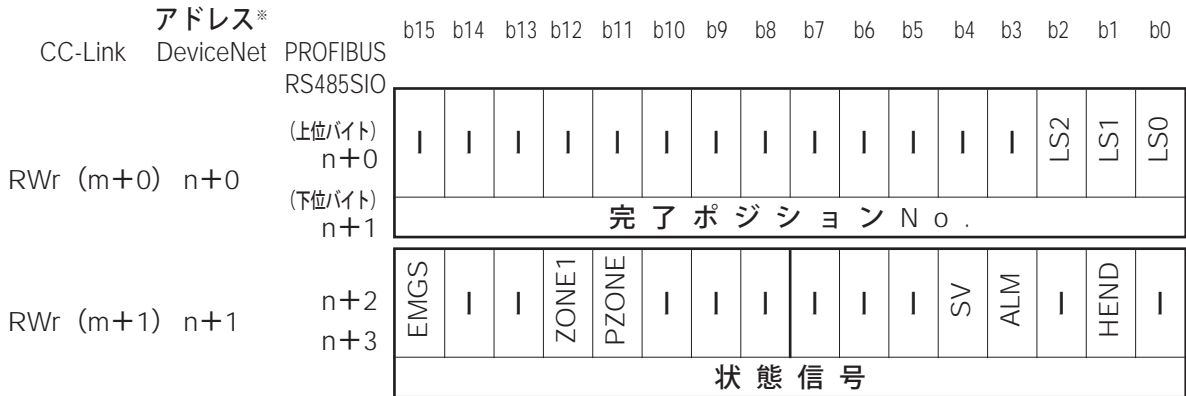 アドレス※
CC-Link DeviceNet PROFIBUS RS485SIO b15 b14 b13 b12 b11 b10 b9 b8 b7 b6 b5 b4 b3 b2 b1 b0
RWr (m+0) n+0 (上位バイト) n+0 (下位バイト) n+1
− − − − − − − − − − − − − LS2 LS1 LS0
完了ポジションNo.
RWr (m+1) n+1 n+2 n+3
EMGS − − ZONE1 PZONE − − − − − − SV ALM − HEND −
状態信号